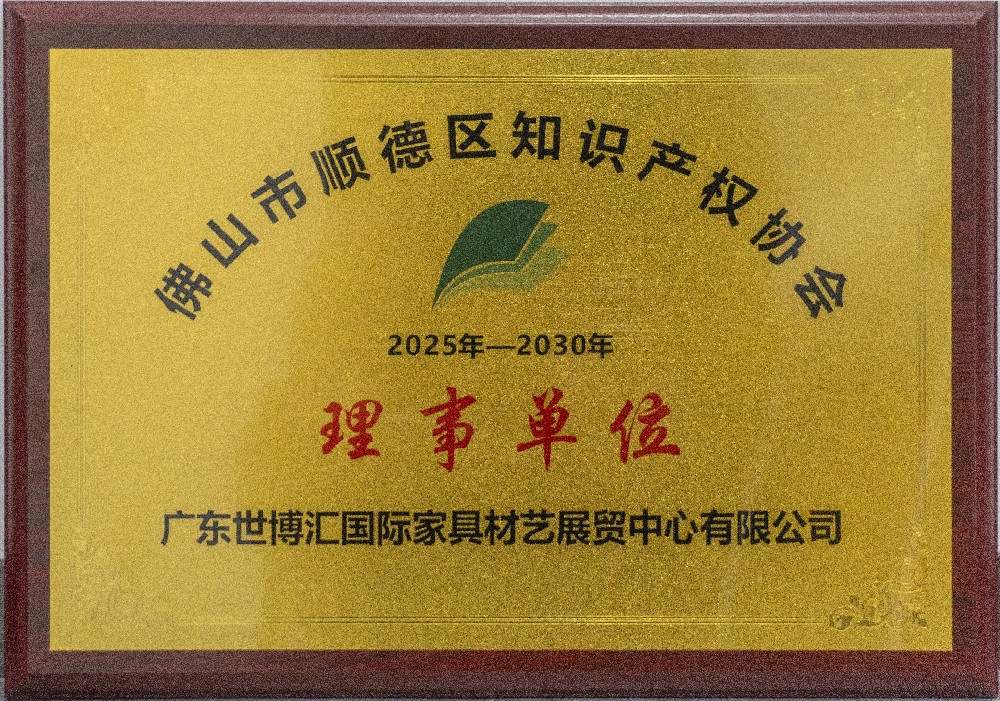 佛山市顺德区知识产权协会
2025年—2030年
理事单位
广东世博汇国际家具材艺展贸中心有限公司